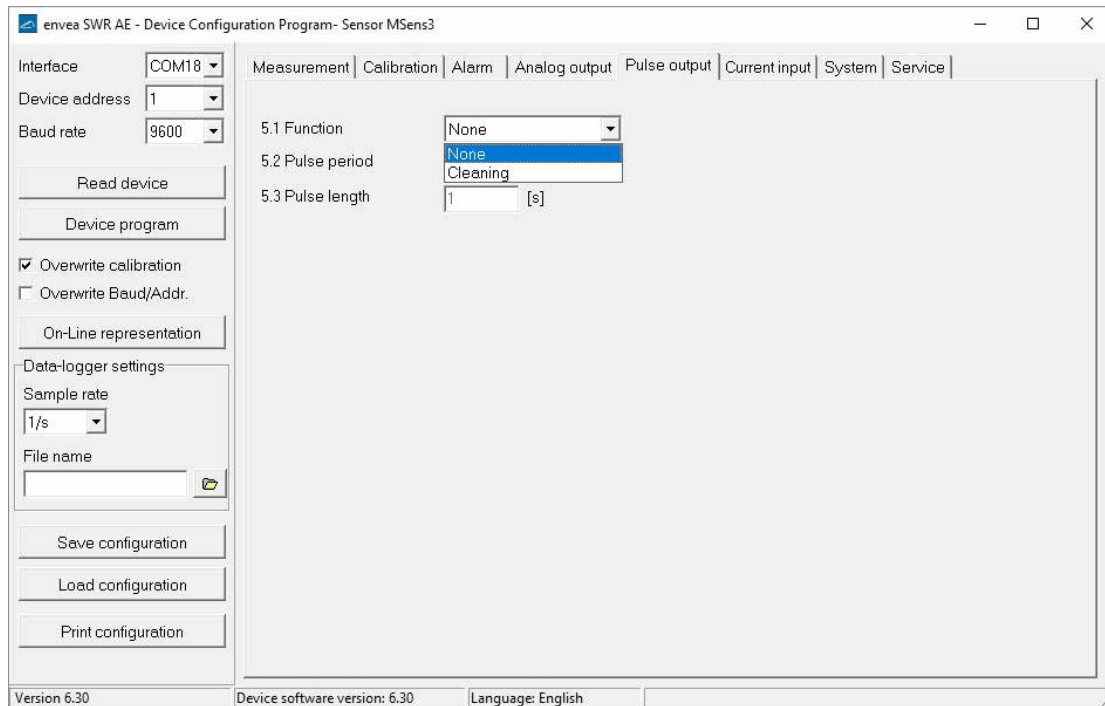 envea SWR AE - Device Configuration Program- Sensor MSens3
Interface
COM18
Device address
1
Baud rate
9600
Read device
Device program
Overwrite calibration
Overwrite Baud/Addr.
On-Line representation
Data-logger settings
Sample rate
1/s
File name
Save configuration
Load configuration
Print configuration
Measurement
Calibration
Alarm
Analog output
Pulse output
Current input
System
Service
5.1 Function
None
None
Cleaning
5.2 Pulse period
5.3 Pulse length
1
[s]
Version 6.30
Device software version: 6.30
Language: English